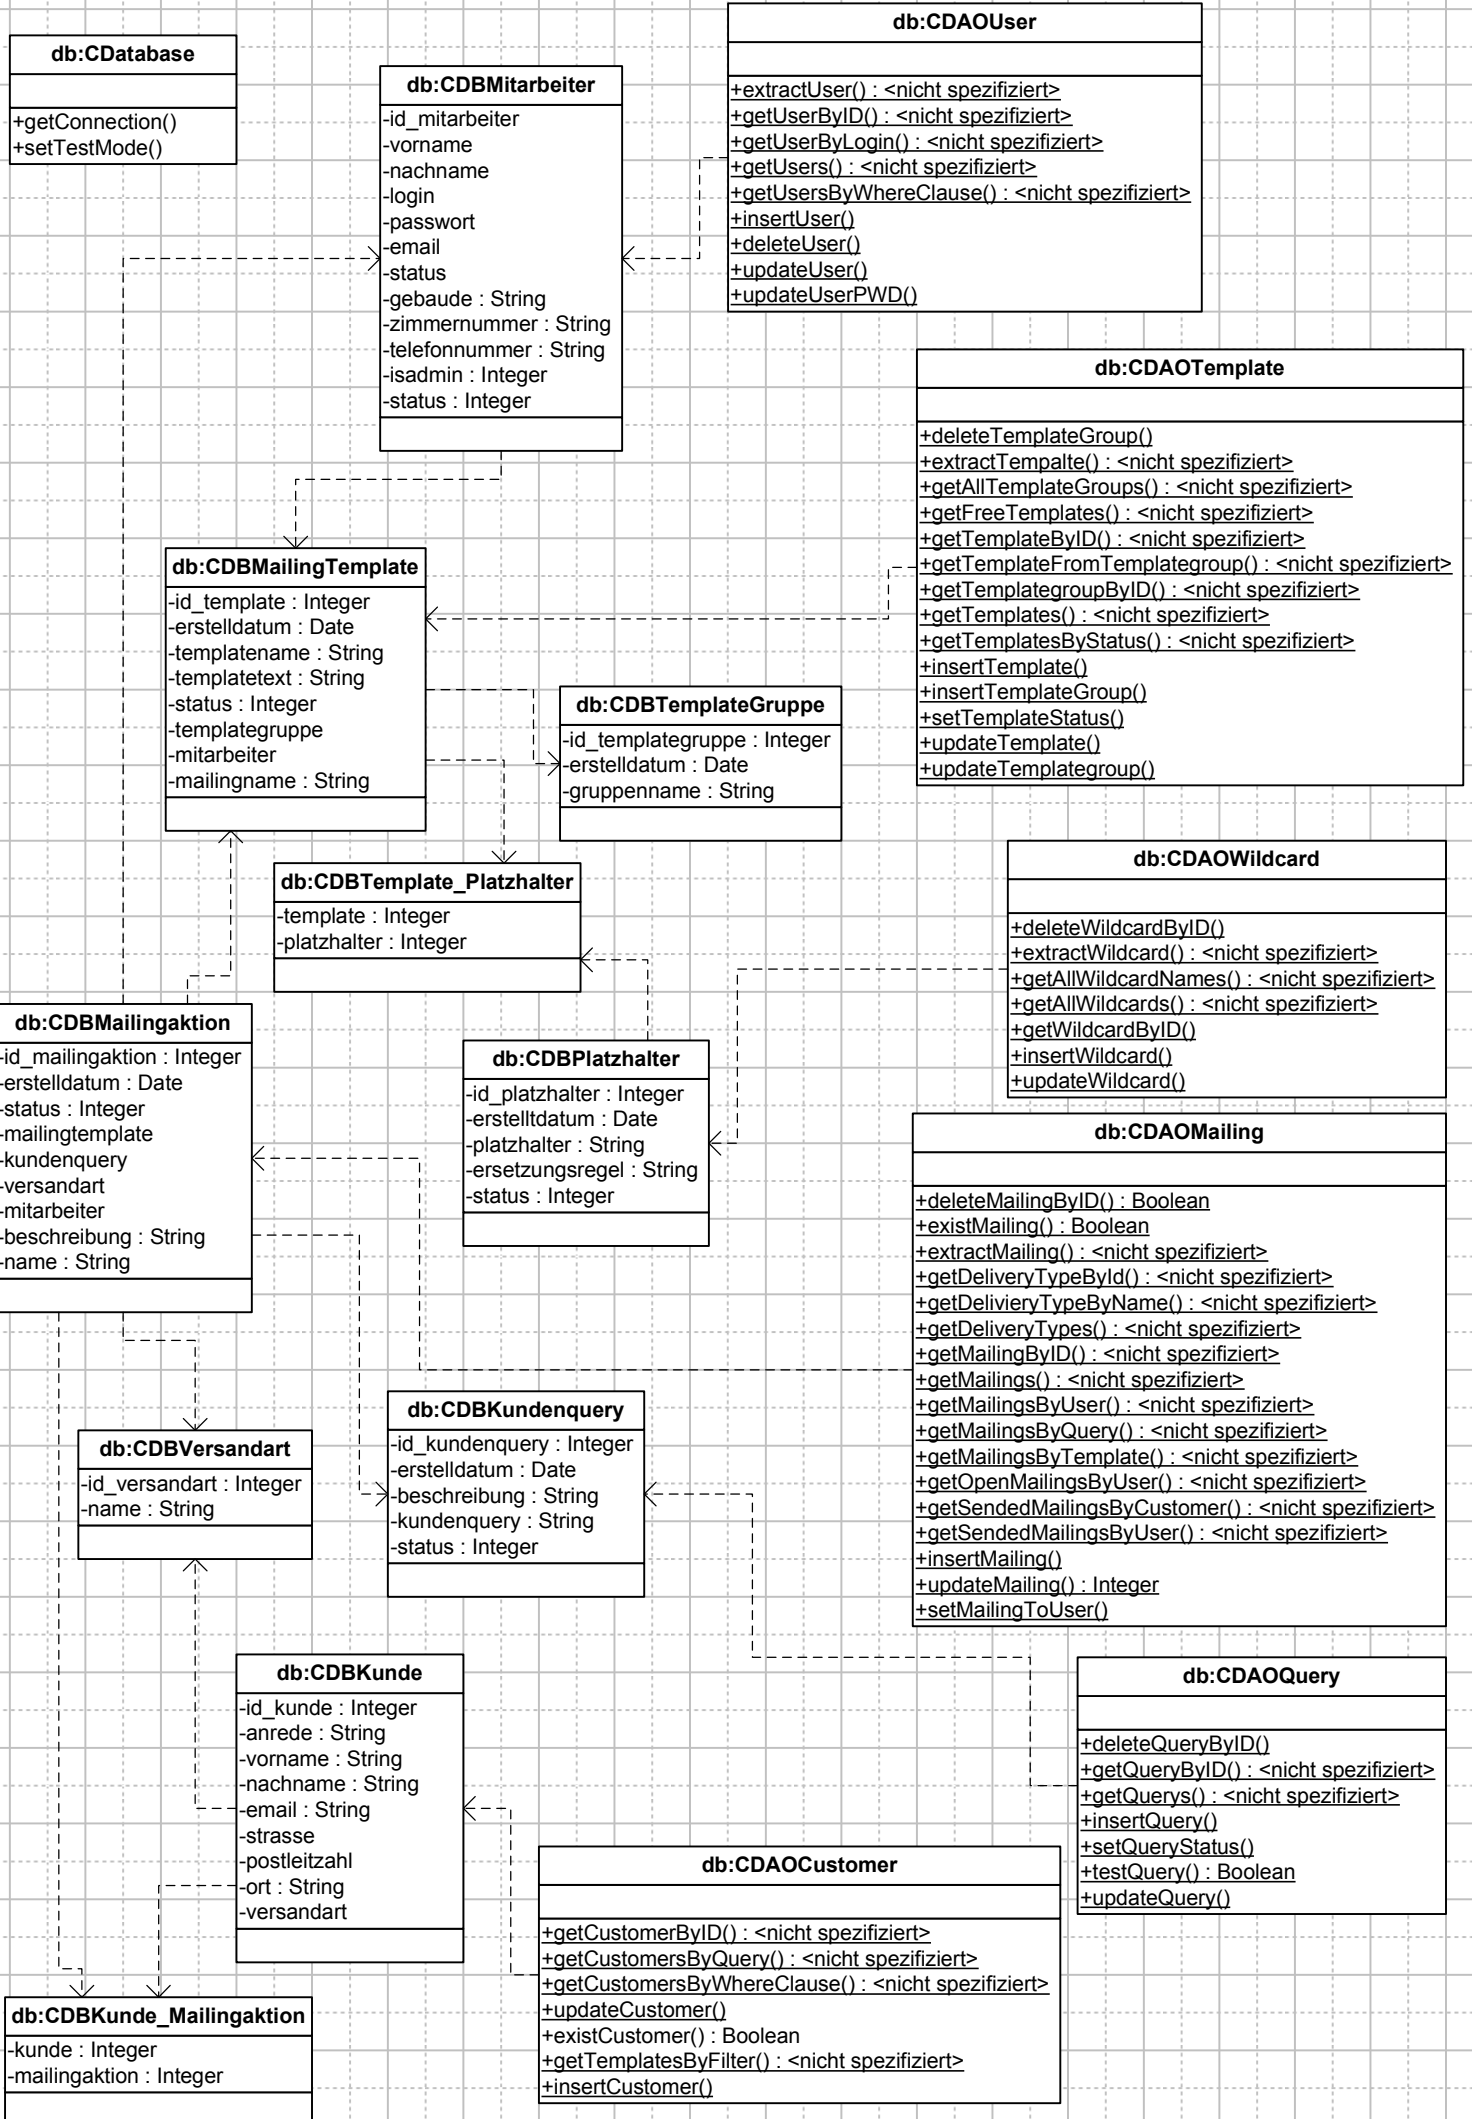 db:CDatabase
+getConnection()
+setTestMode()
db:CDBMitarbeiter
-id_mitarbeiter
-vorname
-nachname
-login
-passwort
-email
-status
-gebaude : String
-zimmernummer : String
-telefonnummer : String
-isadmin : Integer
-status : Integer
db:CDAOUser
+extractUser() : <nicht spezifiziert>
+getUserByID() : <nicht spezifiziert>
+getUserByLogin() : <nicht spezifiziert>
+getUsers() : <nicht spezifiziert>
+getUsersByWhereClause() : <nicht spezifiziert>
+insertUser()
+deleteUser()
+updateUser()
+updateUserPWD()
db:CDAOTemplate
+deleteTemplateGroup()
+extractTempalte() : <nicht spezifiziert>
+getAllTemplateGroups() : <nicht spezifiziert>
+getFreeTemplates() : <nicht spezifiziert>
+getTemplateByID() : <nicht spezifiziert>
+getTemplateFromTemplategroup() : <nicht spezifiziert>
+getTemplategroupByID() : <nicht spezifiziert>
+getTemplates() : <nicht spezifiziert>
+getTemplatesByStatus() : <nicht spezifiziert>
+insertTemplate()
+insertTemplateGroup()
+setTemplateStatus()
+updateTemplate()
+updateTemplategroup()
db:CDBMailingTemplate
-id_template : Integer
-erstelldatum : Date
-templatename : String
-templatetext : String
-status : Integer
-templategruppe
-mitarbeiter
-mailingname : String
db:CDBTemplateGruppe
-id_templategruppe : Integer
-erstelldatum : Date
-gruppenname : String
db:CDBTemplate_Platzhalter
-template : Integer
-platzhalter : Integer
db:CDAOWildcard
+deleteWildcardByID()
+extractWildcard() : <nicht spezifiziert>
+getAllWildcardNames() : <nicht spezifiziert>
+getAllWildcards() : <nicht spezifiziert>
+getWildcardByID()
+insertWildcard()
+updateWildcard()
db:CDBMailingaktion
-id_mailingaktion : Integer
-erstelldatum : Date
-status : Integer
-mailingtemplate
-kundenquery
-versandart
-mitarbeiter
-beschreibung : String
-name : String
db:CDBPlatzhalter
-id_platzhalter : Integer
-erstelltdatum : Date
-platzhalter : String
-ersetzungsregel : String
-status : Integer
db:CDAOMailing
+deleteMailingByID() : Boolean
+existMailing() : Boolean
+extractMailing() : <nicht spezifiziert>
+getDeliveryTypeById() : <nicht spezifiziert>
+getDelivieryTypeByName() : <nicht spezifiziert>
+getDeliveryTypes() : <nicht spezifiziert>
+getMailingByID() : <nicht spezifiziert>
+getMailings() : <nicht spezifiziert>
+getMailingsByUser() : <nicht spezifiziert>
+getMailingsByQuery() : <nicht spezifiziert>
+getMailingsByTemplate() : <nicht spezifiziert>
+getOpenMailingsByUser() : <nicht spezifiziert>
+getSendedMailingsByCustomer() : <nicht spezifiziert>
+getSendedMailingsByUser() : <nicht spezifiziert>
+insertMailing()
+updateMailing() : Integer
+setMailingToUser()
db:CDBVersandart
-id_versandart : Integer
-name : String
db:CDBKundenquery
-id_kundenquery : Integer
-erstelldatum : Date
-beschreibung : String
-kundenquery : String
-status : Integer
db:CDBKunde
-id_kunde : Integer
-anrede : String
-vorname : String
-nachname : String
-email : String
-strasse
-postleitzahl
-ort : String
-versandart
db:CDAOQuery
+deleteQueryByID()
+getQueryByID() : <nicht spezifiziert>
+getQuerys() : <nicht spezifiziert>
+insertQuery()
+setQueryStatus()
+testQuery() : Boolean
+updateQuery()
db:CDAOCustomer
+getCustomerByID() : <nicht spezifiziert>
+getCustomersByQuery() : <nicht spezifiziert>
+getCustomersByWhereClause() : <nicht spezifiziert>
+updateCustomer()
+existCustomer() : Boolean
+getTemplatesByFilter() : <nicht spezifiziert>
+insertCustomer()
db:CDBKunde_Mailingaktion
-kunde : Integer
-mailingaktion : Integer